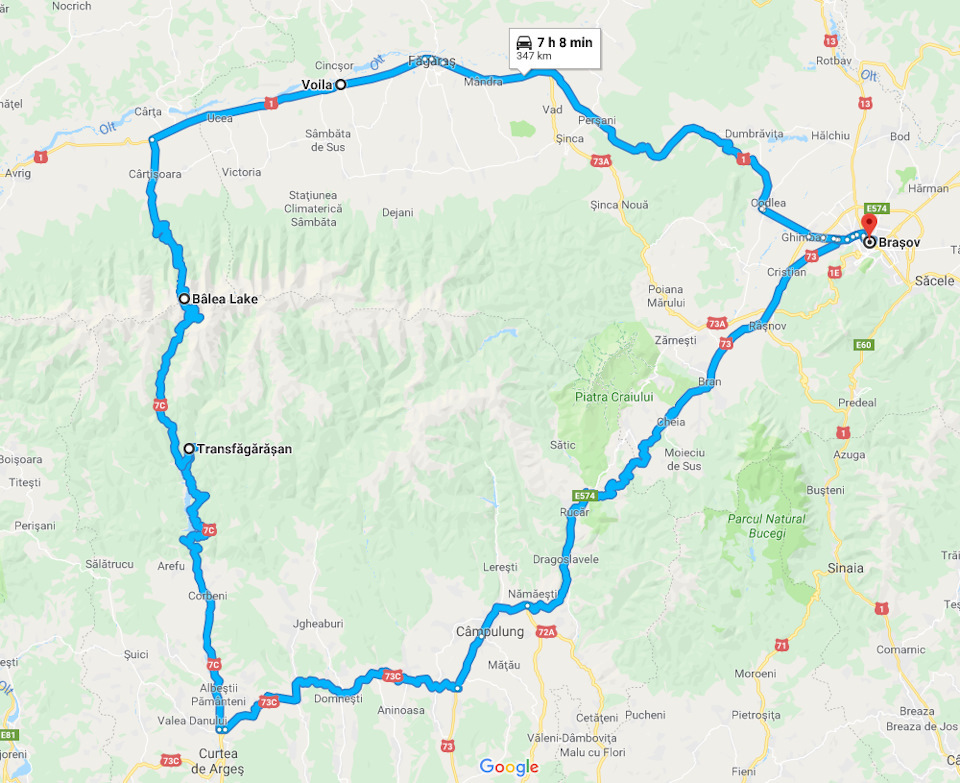 Nocrich
13
Rotbav
Olt
7 h 8 min
347 km
Cincșor
Olt
Făgăraș
Voila
Mândra
Cârța
Olt
1
Ucea
Vad
Perșani
13
Dumbrăvița
Hălchiu
Bod
Sâmbăta
de Sus
Șinca
73A
1
1
Avrig
Cârțișoara
Victoria
Hărman
Stațiunea
Climaterică
Sâmbăta
Dejani
Șinca Nouă
Codlea
E574
Ghimbav
Brașov
73
Cristian
1E
Săcele
Bâlea Lake
Poiana
Mărului
73A
Râșnov
Zărnești
73
E60
Bran
Piatra Craiului
7C
Predeal
Cheia
1
Sătic
Transfăgărășan
Moieciu
de Sus
Azuga
Boișoara
Titești
Bușteni
E574
Rucăr
Perișani
7C
Parcul Natural
Bucegi
Dragoslavele
Sălătrucu
Arefu
Lerești
Sinaia
Corbeni
Nămăești
1
Jgheaburi
Câmpulung
72A
71
Comarnic
Șuici
7C
Mățău
Moroeni
Olt
Albeștii
Pământeni
73C
Domnești
73C
Aninoasa
Valea Danului
Cetățeni
Pucheni
Pietroșița
Breaza
Breaza de Jos
E81
73
Văleni-Dâmbovița
Malu cu Flori
Curtea
de Argeș
73C
Google
Fieni